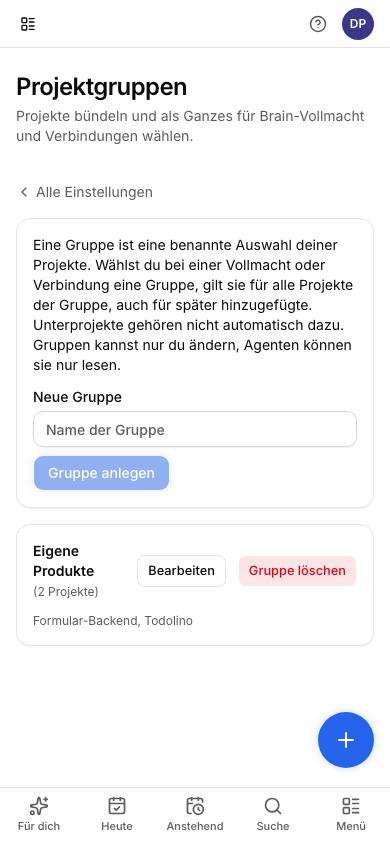 DP
Projektgruppen
Projekte bündeln und als Ganzes für Brain-Vollmacht
und Verbindungen wählen.
Alle Einstellungen
Eine Gruppe ist eine benannte Auswahl deiner
Projekte. Wählst du bei einer Vollmacht oder
Verbindung eine Gruppe, gilt sie für alle Projekte
der Gruppe, auch für später hinzugefügte.
Unterprojekte gehören nicht automatisch dazu.
Gruppen kannst nur du ändern, Agenten können
sie nur lesen.
Neue Gruppe
Name der Gruppe
Gruppe anlegen
Eigene
Produkte
(2 Projekte)
Bearbeiten
Gruppe löschen
Formular-Backend, Todolino
Für dich
Heute
Anstehend
Suche
Menü